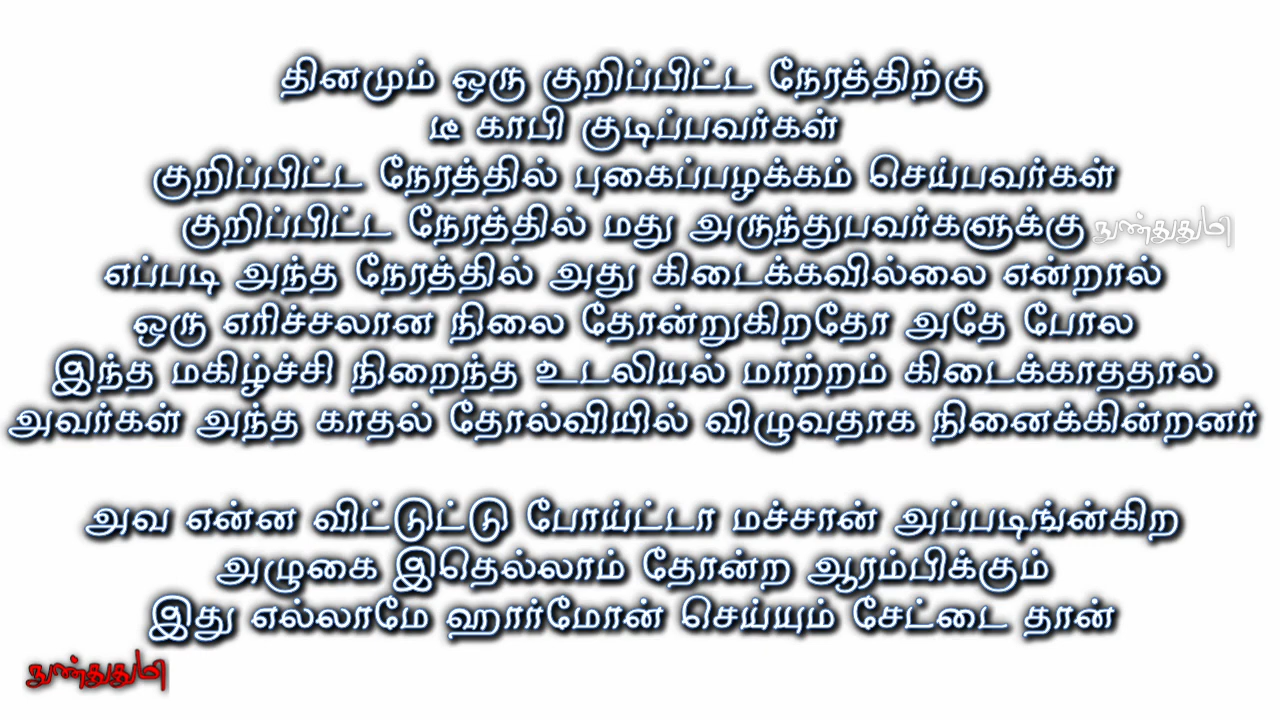 தினமும் ஒரு குறிப்பிட்ட நேரத்திற்கு
டீ காபி குடிப்பவர்கள்
குறிப்பிட்ட நேரத்தில் புகைப்பழக்கம் செய்பவர்கள்
குறிப்பிட்ட நேரத்தில் மது அருந்துபவர்களுக்கு
எப்படி அந்த நேரத்தில் அது கிடைக்கவில்லை என்றால்
ஒரு எரிச்சலான நிலை தோன்றுகிறதோ அதே போல
இந்த மகிழ்ச்சி நிறைந்த உடலியல் மாற்றம் கிடைக்காததால்
அவர்கள் அந்த காதல் தோல்வியில் விழுவதாக நினைக்கின்றனர்
அவ என்ன விட்டுட்டு போய்ட்டா மச்சான் அப்படிங்ன்கிற
அழுகை இதெல்லாம் தோன்ற ஆரம்பிக்கும்
இது எல்லாமே ஹார்மோன் செய்யும் சேட்டை தான்